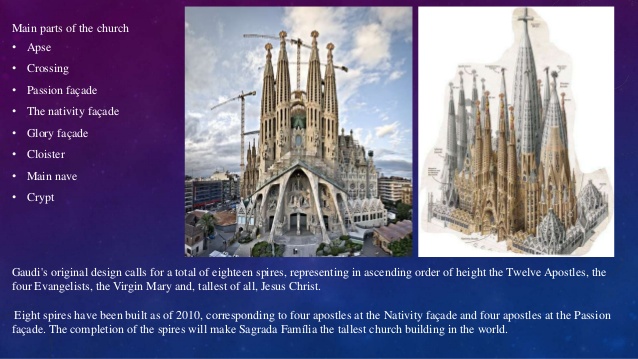 Main parts of the church
• Apse
• Crossing
• Passion façade
• The nativity façade
• Glory façade
• Cloister
• Main nave
• Crypt
Gaudi's original design calls for a total of eighteen spires, representing in ascending order of height the Twelve Apostles, the
four Evangelists, the Virgin Mary and, tallest of all, Jesus Christ.
Eight spires have been built as of 2010, corresponding to four apostles at the Nativity façade and four apostles at the Passion
façade. The completion of the spires will make Sagrada Família the tallest church building in the world.